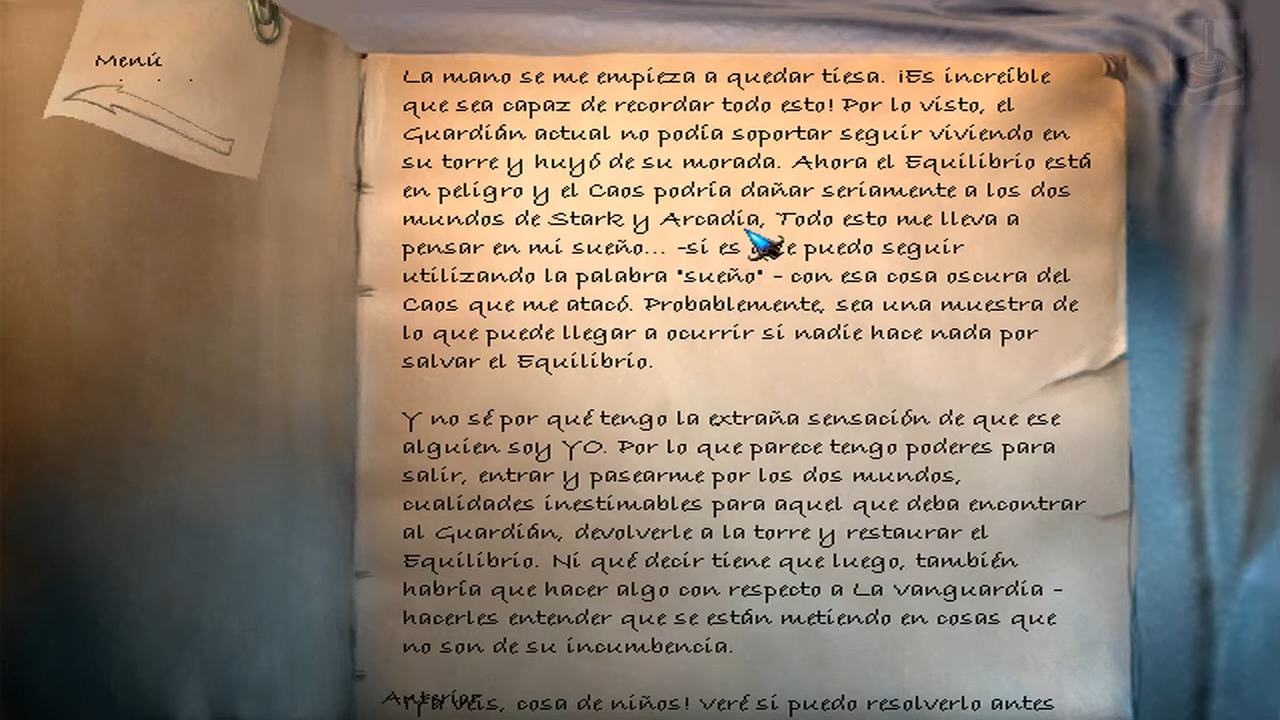 Menú
La mano se me empieza a quedar tiesa. ¡Es increíble
que sea capaz de recordar todo esto! Por lo visto, el
Guardián actual no podía soportar seguir viviendo en
su torre y huyó de su morada. Ahora el Equilibrio está
en peligro y el Caos podría dañar seriamente a los dos
mundos de Stark y Arcadia, Todo esto me lleva a
pensar en mi sueño... -si es puedo seguir
utilizando la palabra "sueño" - con esa cosa oscura del
Caos que me atacó. Probablemente, sea una muestra de
lo que puede llegar a ocurrir si nadie hace nada por
salvar el Equilibrio.
Y no sé por qué tengo la extraña sensación de que ese
alguien soy YO. Por lo que parece tengo poderes para
salir, entrar y pasearme por los dos mundos,
cualidades inestimables para aquel que deba encontrar
al Guardián, devolverle a la torre y restaurar el
Equilibrio. Ni qué decir tiene que luego, también
habría que hacer algo con respecto a La Vanguardia -
hacerles entender que se están metiendo en cosas que
no son de su incumbencia.
Anterior
veis, cosa de niños! Veré si puedo resolverlo antes